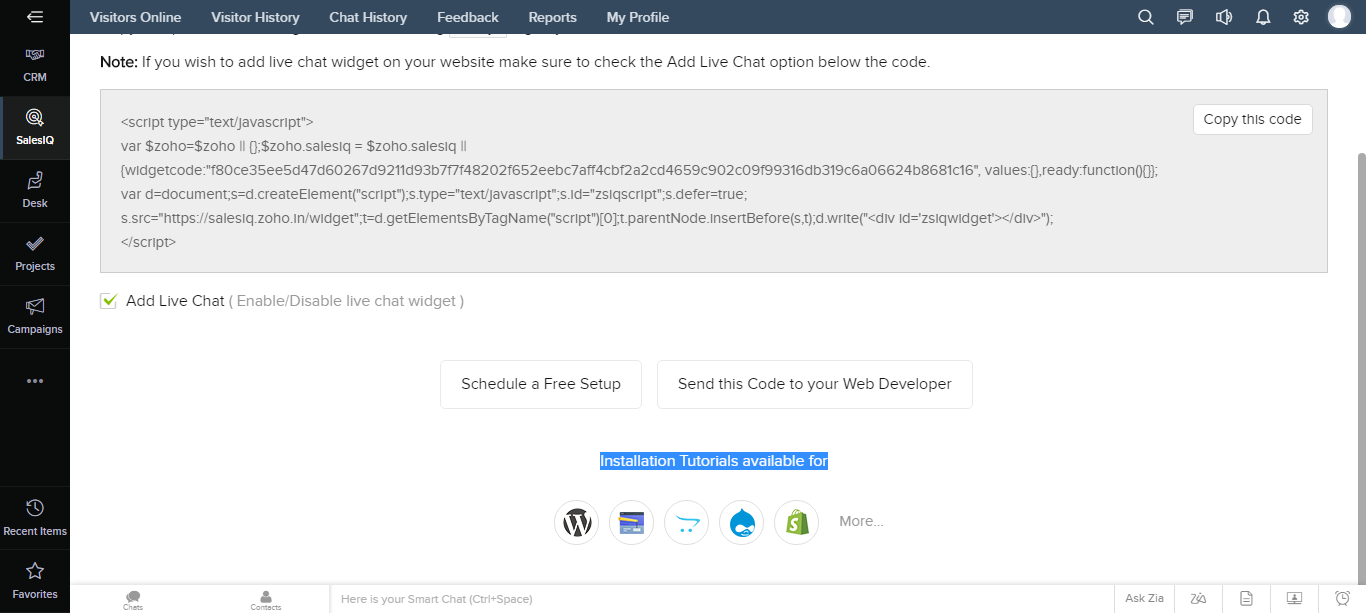 Visitors Online Visitor History Chat History Feedback Reports My Profile
CRM
SalesIQ
Desk
Projects
Campaigns
Recent Items
Favorites
Note: If you wish to add live chat widget on your website make sure to check the Add Live Chat option below the code.
Copy this code
<script type="text/javascript">
var $zoho=$zoho || {};$zoho.salesiq = $zoho.salesiq ||
{widgetcode:"f80ce35ee5d47d60267d9211d93b7f7f48202f652eebc7aff4cbf2a2cd4659c902c09f99316db319c6a06624b8681c16", values:{},ready:function(){}};
var d=document;s=d.createElement("script");s.type="text/javascript";s.id="zsiqscript";s.defer=true;
s.src="https://salesiq.zoho.in/widget";t=d.getElementsByTagName("script")[0];t.parentNode.insertBefore(s,t);d.write("<div id='zsiqwidget'></div>");
</script>
Add Live Chat ( Enable/Disable live chat widget )
Schedule a Free Setup
Send this Code to your Web Developer
Installation Tutorials available for
More...
Chats
Contacts
Here is your Smart Chat (Ctrl+Space)
Ask Zia